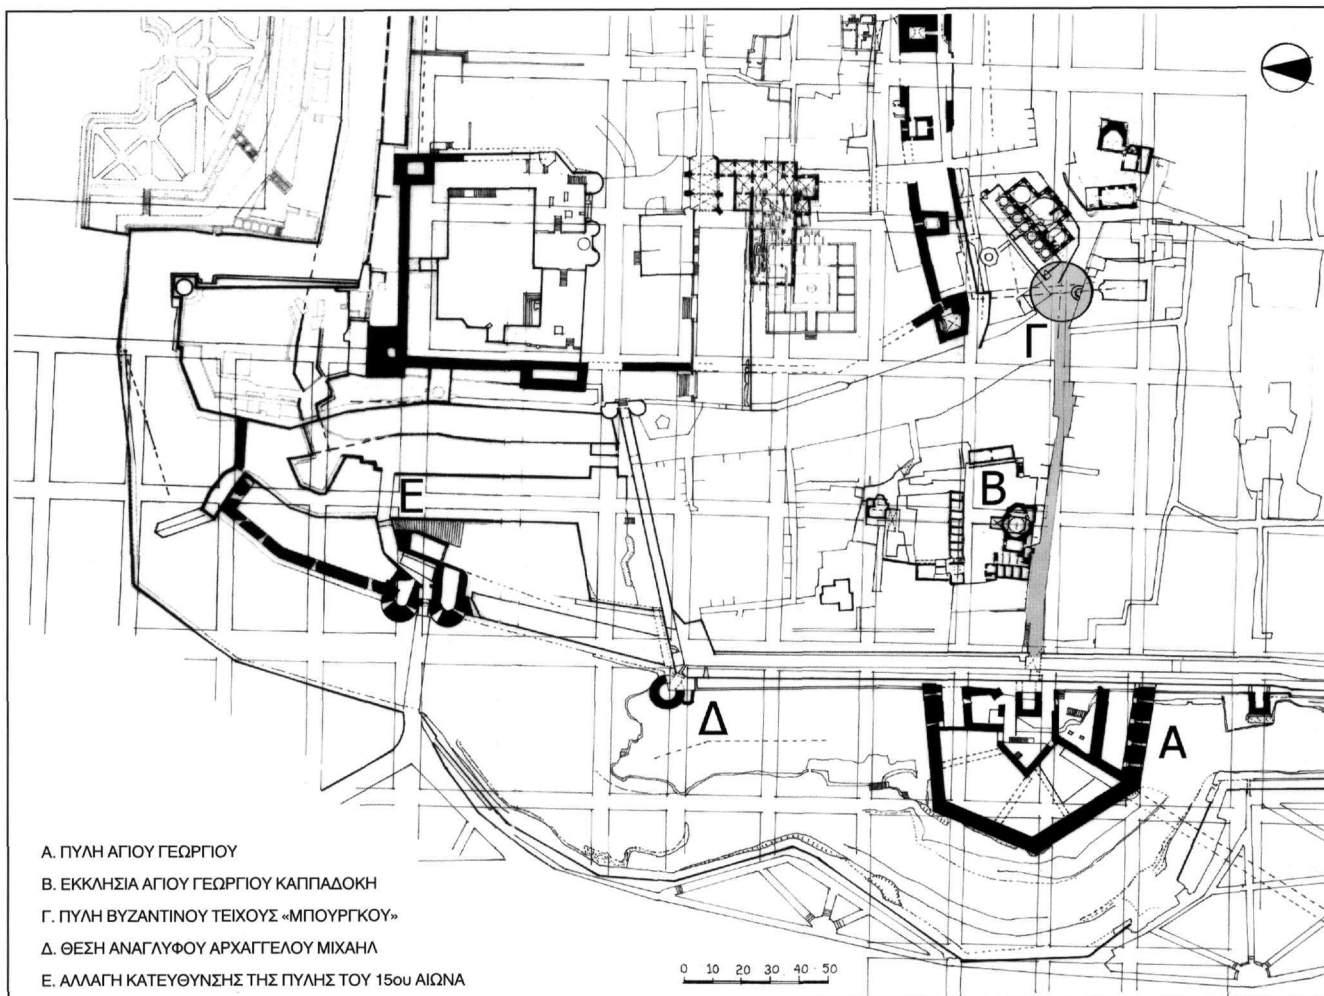 Γ
Β
Ε
Δ
Α
Α. ΠΥΛΗ ΑΓΙΟΥ ΓΕΩΡΓΙΟΥ
Β. ΕΚΚΛΗΣΙΑ ΑΓΙΟΥ ΓΕΩΡΓΙΟΥ ΚΑΠΠΑΔΟΚΗ
Γ. ΠΥΛΗ ΒΥΖΑΝΤΙΝΟΥ ΤΕΙΧΟΥΣ «ΜΠΟΥΡΓΚΟΥ»
Δ. ΘΕΣΗ ΑΝΑΓΛΥΦΟΥ ΑΡΧΑΓΓΕΛΟΥ ΜΙΧΑΗΛ
Ε. ΑΛΛΑΓΗ ΚΑΤΕΥΘΥΝΣΗΣ ΤΗΣ ΠΥΛΗΣ ΤΟΥ 15ου ΑΙΩΝΑ
0 10 20 30 40 50